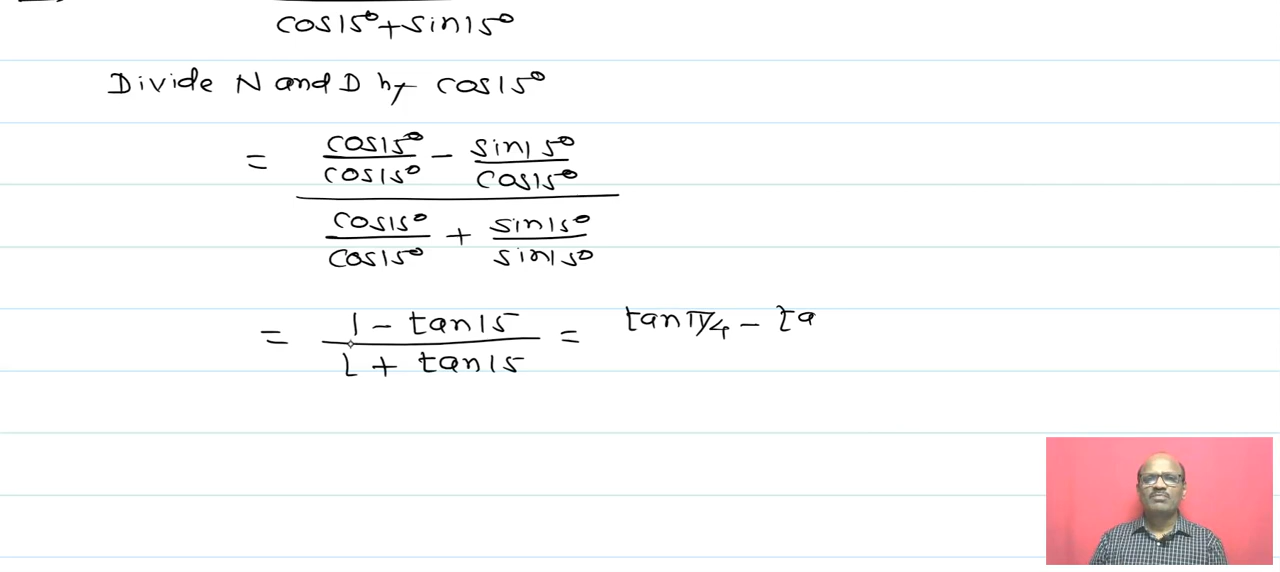 cos15°+sin15°
Divide N and D by cos15°
= cos15°/cos15° - sin15°/cos15°
cos15°/cos15° + sin15°/sin15°
= 1 - tan15 / 1 + tan15 = tan π/4 - ta